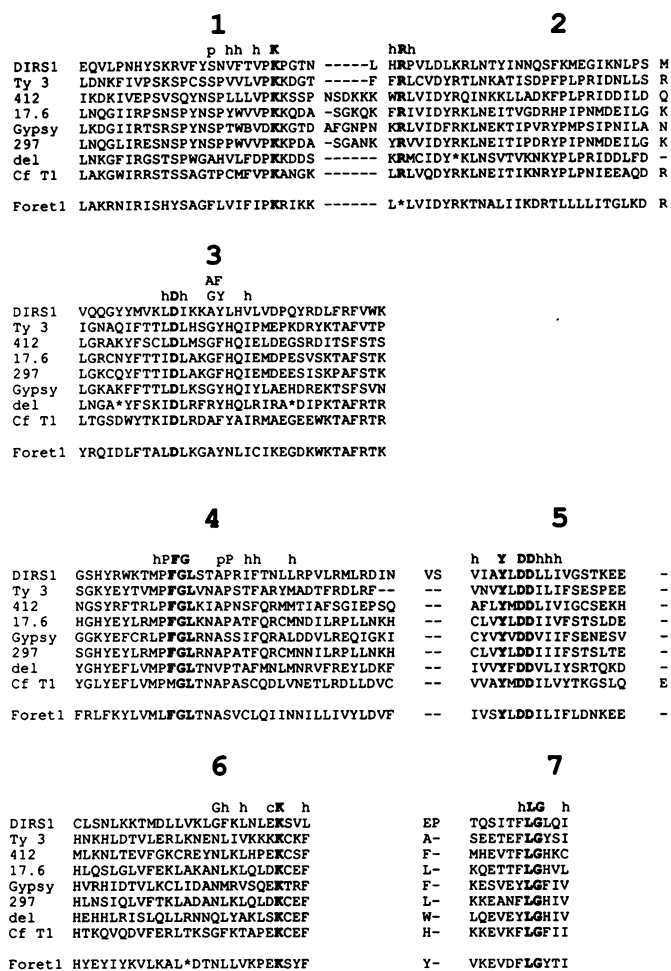 1 2
p hh h K hRh
DIRS1 EQVLPNHYSKRVFYSNVFTVPKPGTN -----L HRPVLDLKRLNTYINNQSFKMEGIKNLPS M
Ty 3 LDNKFIVPSKSPCSSPVVLVPKKDGT -----F FRLCVDYRTLNKATISDPFPLPRIDNLLS R
412 IKDKIVEPSVSQYNSPLLLVPKKSSP NSDKKK WRLVIDYRQINKKLLADKFPLPRIDDILD Q
17.6 LNQGIIRPSNSPYNSPYWVVPKKQDA -SGKQK FRIVIDYRKLNEITVGDRHPIPNMDEILG K
Gypsy LKDGIIRTSRSPYNSPTWBVDKKGTD AFGNPN KRLVIDFRKLNEKTIPVRYPMPSIPNILA N
297 LNQGLIRESNSPYNSPPWVVPKKPDA -SGANK YRVVIDYRKLNEITIPDRYPIPNMDEILG K
del LNKGFIRGSTSPWGAHVLFDPKKDDS ------ KRMCIDY*KLNSVTVKNKYPLPRIDDLFD -
Cf T1 LAKGWIRRSTSSAGTPCMFVPKANGK ------ LRLVQDYRKLNEITIKNRYPLPNIEEAQD R
Foret1 LAKRNIRISHYSAGFLVIFIPKRIKK ------ L*LVIDYRKTNALIIKDRTLLLLITGLKD R
3
AF
hDh GY h
DIRS1 VQQGYYMVKLDIKKAYLHVLVDPQYRDLFRFVWK
Ty 3 IGNAQIFTTLDLHSGYHQIPMEPKDRYKTAFVTP
412 LGRAKYFSCLDLMSGFHQIELDEGSRDITSFSTS
17.6 LGRCNYFTTIDLAKGFHQIEMDPESVSKTAFSTK
297 LGKCQYFTTIDLAKGFHQIEMDEESISKPAFSTK
Gypsy LGKAKFFTTLDLKSGYHQIYLAEHDREKTSFSVN
del LNGA*YFSKIDLRFRYHQLRIRA*DIPKTAFRTR
Cf T1 LTGSDWYTKIDLRDAFYAIRMAEGEEWKTAFRTR
Foret1 YRQIDLFTALDLKGAYNLICIKEGDKWKTAFRTK
4 5
hPFG pP hh h h Y DDhhh
DIRS1 GSHYRWKTMPFGLSTAPRIFTNLLRPVLRMLRDIN VS VIAYLDDLLIVGSTKEE -
Ty 3 SGKYEYTVMPFGLVNAPSTFARYMADTFRDLRF-- -- VNVYLDDILIFSESPEE -
412 NGSYRFTRLPFGLKIAPNSFQRMMTIAFSGIEPSQ -- AFLYMDDLIVIGCSEKH -
17.6 HGHYEYLRMPFGLKNAPATFQRCMNDILRPLLNKH -- CLVYLDDIIVFSTSLDE -
Gypsy GGKYEFCRLPFGLRNASSIFQRALDDVLREQIGKI -- CYVYVDDVIIFSENESV -
297 SGHYEYLRMPFGLRNAPATFQRCMNNILRPLLNKH -- CLVYLDDIIIFSTSLTE -
del YGHYEFLVMPFGLTNVPTAFMNLMNRVFREYLDKF -- IVVYFDDVLIYSRTQKD -
Cf T1 YGLYEFLVMPMGLTNAPASCQDLVNETLRDLLDVC -- VVAYMDDILVYTKGSLQ E
Foret1 FRLFKYLVMLFGLTNASVCLQIINNILLIVYLDVF -- IVSYLDDILIFLDNKEE -
6 7
Gh h cK h hLG h
DIRS1 CLSNLKKTMDLLVKLGFKLNLEKSVL EP TQSITFLGLQI
Ty 3 HNKHLDTVLERLKNENLIVKKKKCKF A- SEETEFLGYSI
412 MLKNLTEVFGKCREYNLKLHPEKCSF F- MHEVTFLGHKC
17.6 HLQSLGLVFEKLAKANLKLQLDKCEF L- KQETTFLGHVL
Gypsy HVRHIDTVLKCLIDANMRVSQEKTRF F- KESVEYLGFIV
297 HLNSIQLVFTKLADANLKLQLDKCEF L- KKEANFLGHIV
del HEHHLRISLQLLRNNQLYAKLSKCEF W- LQEVEYLGHIV
Cf T1 HTKQVQDVFERLTKSGFKTAPEKCEF H- KKEVKFLGFII
Foret1 HYEYIYKVLKAL*DTNLLVKPEKSYF Y- VKEVDFLGYTI